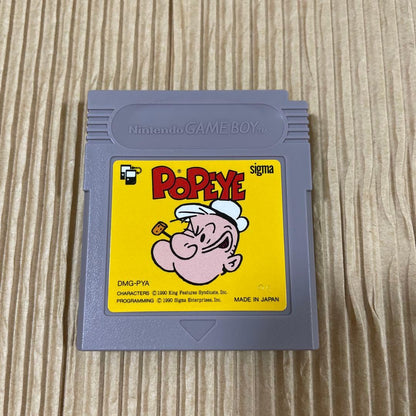 Nintendo GAME BOY TM
POPEYE ®
sigma
DMG-PYA
CHARACTERS © 1990 King Features Syndicate, Inc.
PROGRAMMING © 1990 Sigma Enterprises, Inc.
MADE IN JAPAN